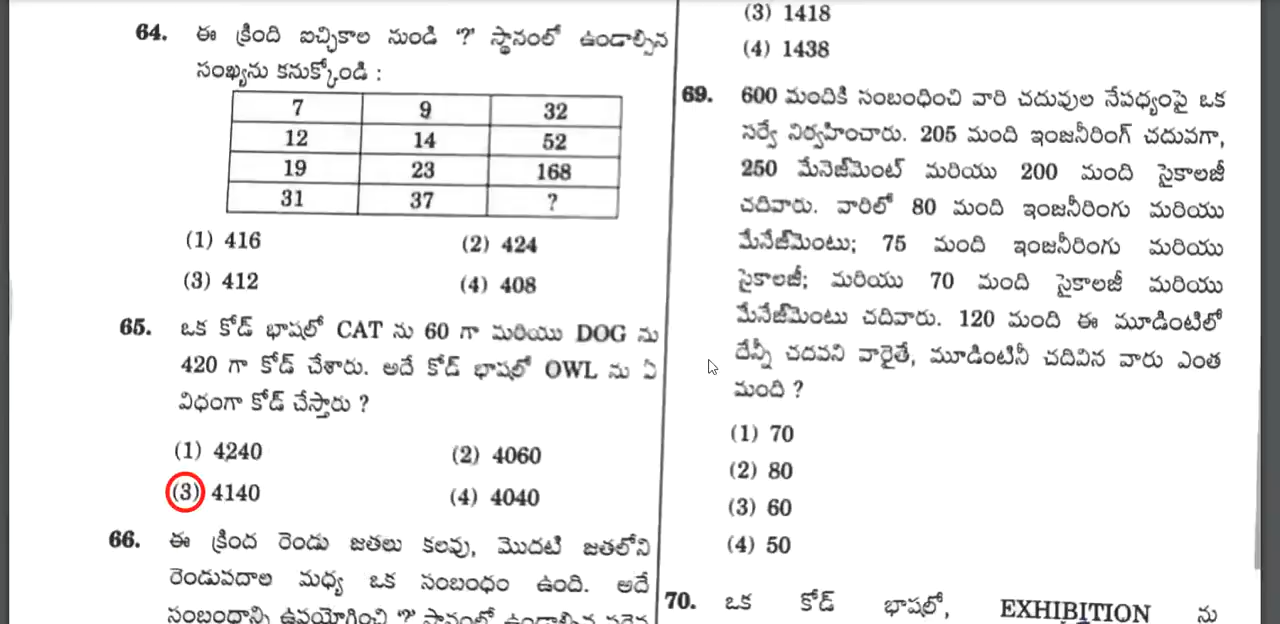 64. ఈ క్రింది ఐచ్ఛికాల నుండి '?' స్థానంలో ఉండాల్సిన
సంఖ్యను కనుక్కోండి :
7 9 32
12 14 52
19 23 168
31 37 ?
(1) 416 (2) 424
(3) 412 (4) 408
65. ఒక కోడ్ భాషలో CAT ను 60 గా మరియు DOG ను
420 గా కోడ్ చేశారు. అదే కోడ్ భాషలో OWL ను ఏ
విధంగా కోడ్ చేస్తారు ?
(1) 4240 (2) 4060
(3) 4140 (4) 4040
66. ఈ క్రింద రెండు జతలు కలవు, మొదటి జతలోని
రెండుపదాల మధ్య ఒక సంబంధం ఉంది. అదే
సంబంధాన్ని ఉపయోగించి '?' స్థానంలో ఉండాల్సిన సరైన
(3) 1418
(4) 1438
69. 600 మందికి సంబంధించి వారి చదువుల నేపధ్యంపై ఒక
సర్వే నిర్వహించారు. 205 మంది ఇంజనీరింగ్ చదువగా,
250 మేనెజ్‌మెంట్ మరియు 200 మంది సైకాలజీ
చదివారు. వారిలో 80 మంది ఇంజనీరింగు మరియు
మేనేజ్‌మెంటు; 75 మంది ఇంజనీరింగు మరియు
సైకాలజీ; మరియు 70 మంది సైకాలజీ మరియు
మేనేజ్‌మెంటు చదివారు. 120 మంది ఈ మూడింటిలో
దేన్నీ చదవని వారైతే, మూడింటినీ చదివిన వారు ఎంత
మంది ?
(1) 70
(2) 80
(3) 60
(4) 50
70. ఒక కోడ్ భాషలో, EXHIBITION ను